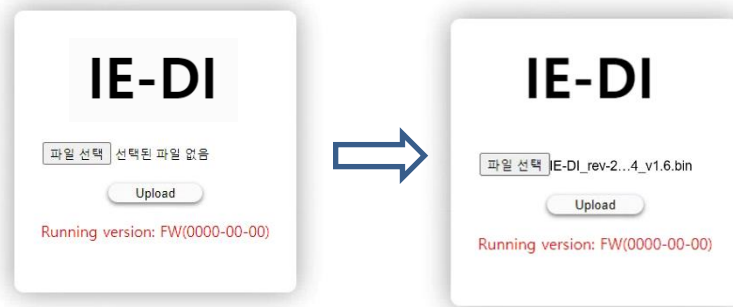 IE-DI
파일 선택 선택된 파일 없음
Upload
Running version: FW(0000-00-00)
IE-DI
파일 선택 IE-DI_rev-2...4_v1.6.bin
Upload
Running version: FW(0000-00-00)